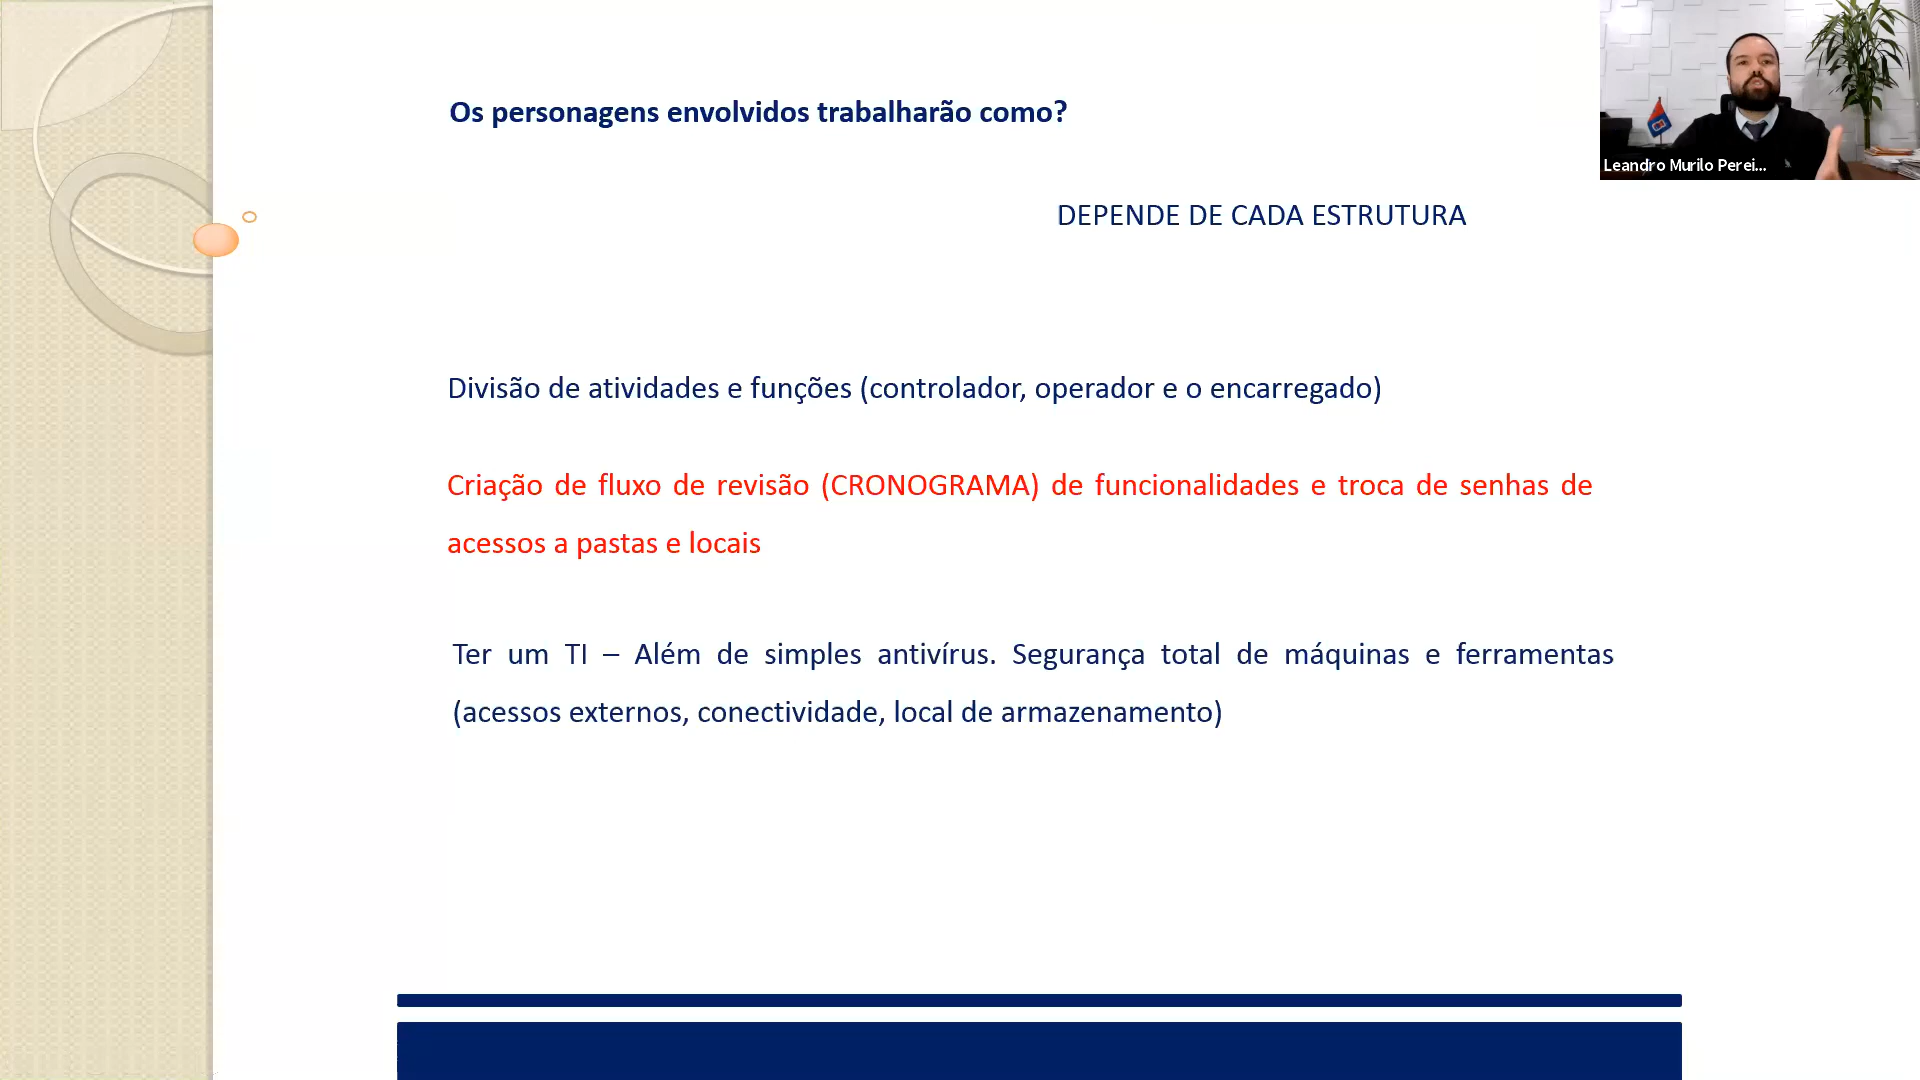 Os personagens envolvidos trabalharão como?
Leandro Murilo Perei...
DEPENDE DE CADA ESTRUTURA
Divisão de atividades e funções (controlador, operador e o encarregado)
Criação de fluxo de revisão (CRONOGRAMA) de funcionalidades e troca de senhas de
acessos a pastas e locais
Ter um TI – Além de simples antivírus. Segurança total de máquinas e ferramentas
(acessos externos, conectividade, local de armazenamento)